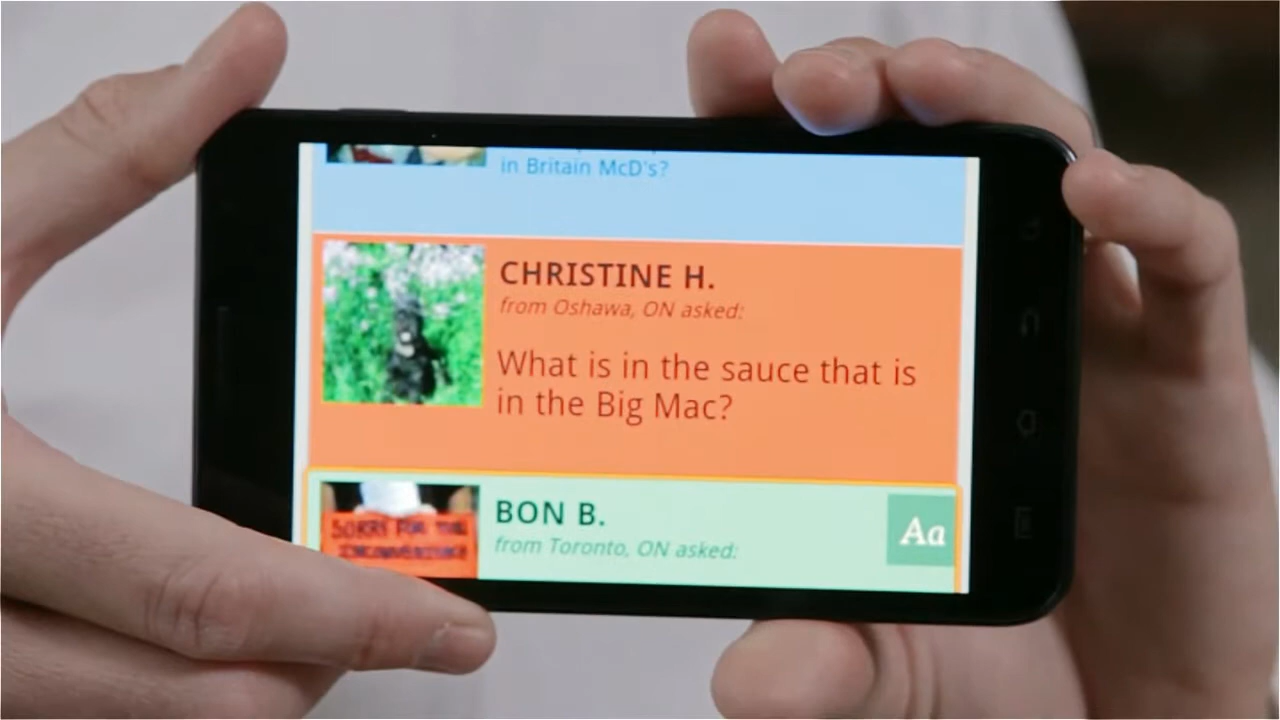 in Britain McD's?
CHRISTINE H.
from Oshawa, ON asked:
What is in the sauce that is
in the Big Mac?
BON B.
from Toronto, ON asked:
Aa
SORRY FOR THE
INCONVENIENCE